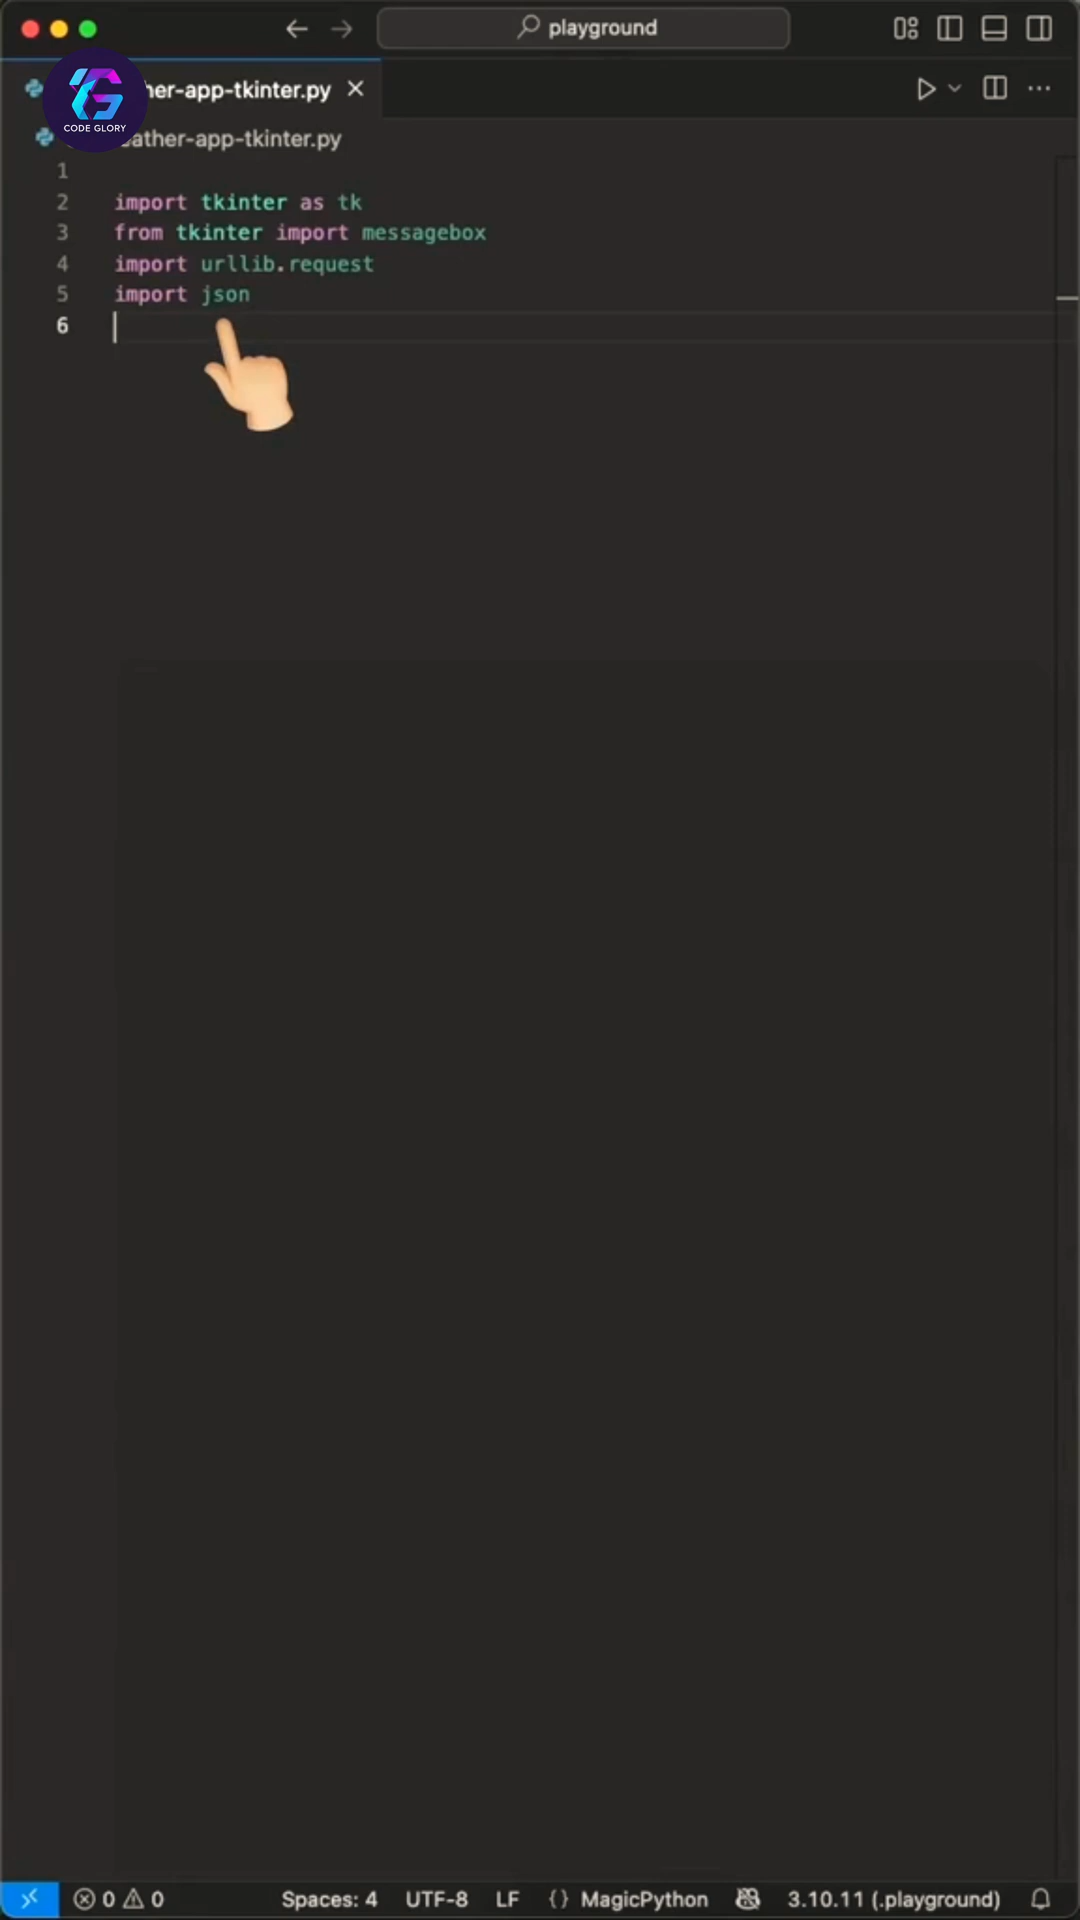 playground
her-app-tkinter.py
CODE GLORY
eather-app-tkinter.py
1
2 import tkinter as tk
3 from tkinter import messagebox
4 import urllib.request
5 import json
6
0 0 Spaces: 4 UTF-8 LF {} MagicPython 3.10.11 (.playground)